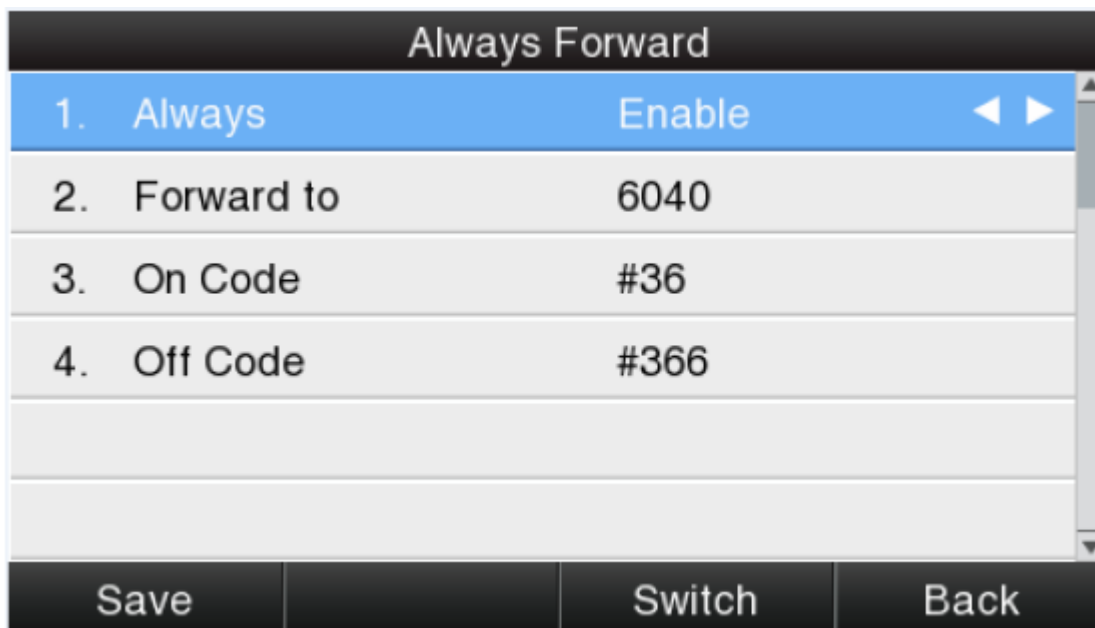 Always Forward
1. Always Enable
2. Forward to 6040
3. On Code #36
4. Off Code #366
Save Switch Back